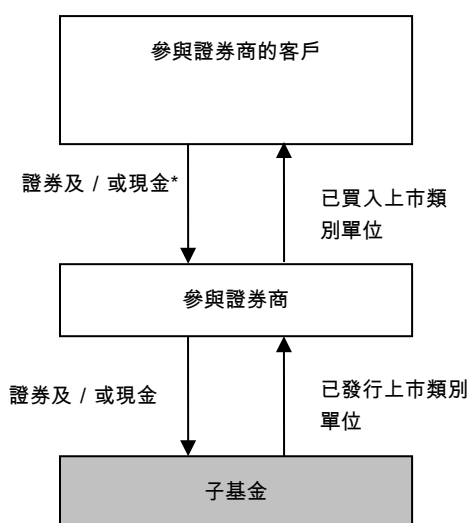 參與證券商的客戶
證券及 / 或現金*
已買入上市類
別單位
參與證券商
證券及 / 或現金
已發行上市類別
單位
子基金